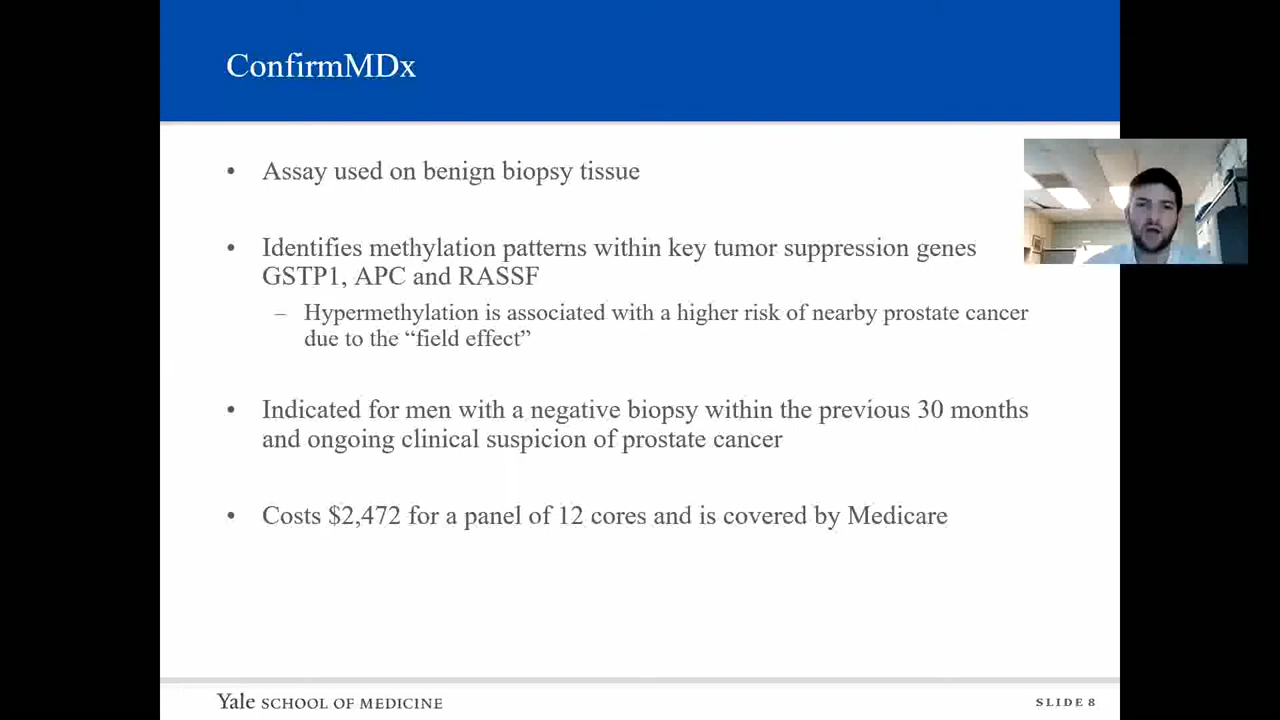 ConfirmMDx
• Assay used on benign biopsy tissue
• Identifies methylation patterns within key tumor suppression genes
GSTP1, APC and RASSF
– Hypermethylation is associated with a higher risk of nearby prostate cancer
due to the “field effect”
• Indicated for men with a negative biopsy within the previous 30 months
and ongoing clinical suspicion of prostate cancer
• Costs $2,472 for a panel of 12 cores and is covered by Medicare
Yale SCHOOL OF MEDICINE
SLIDE 8